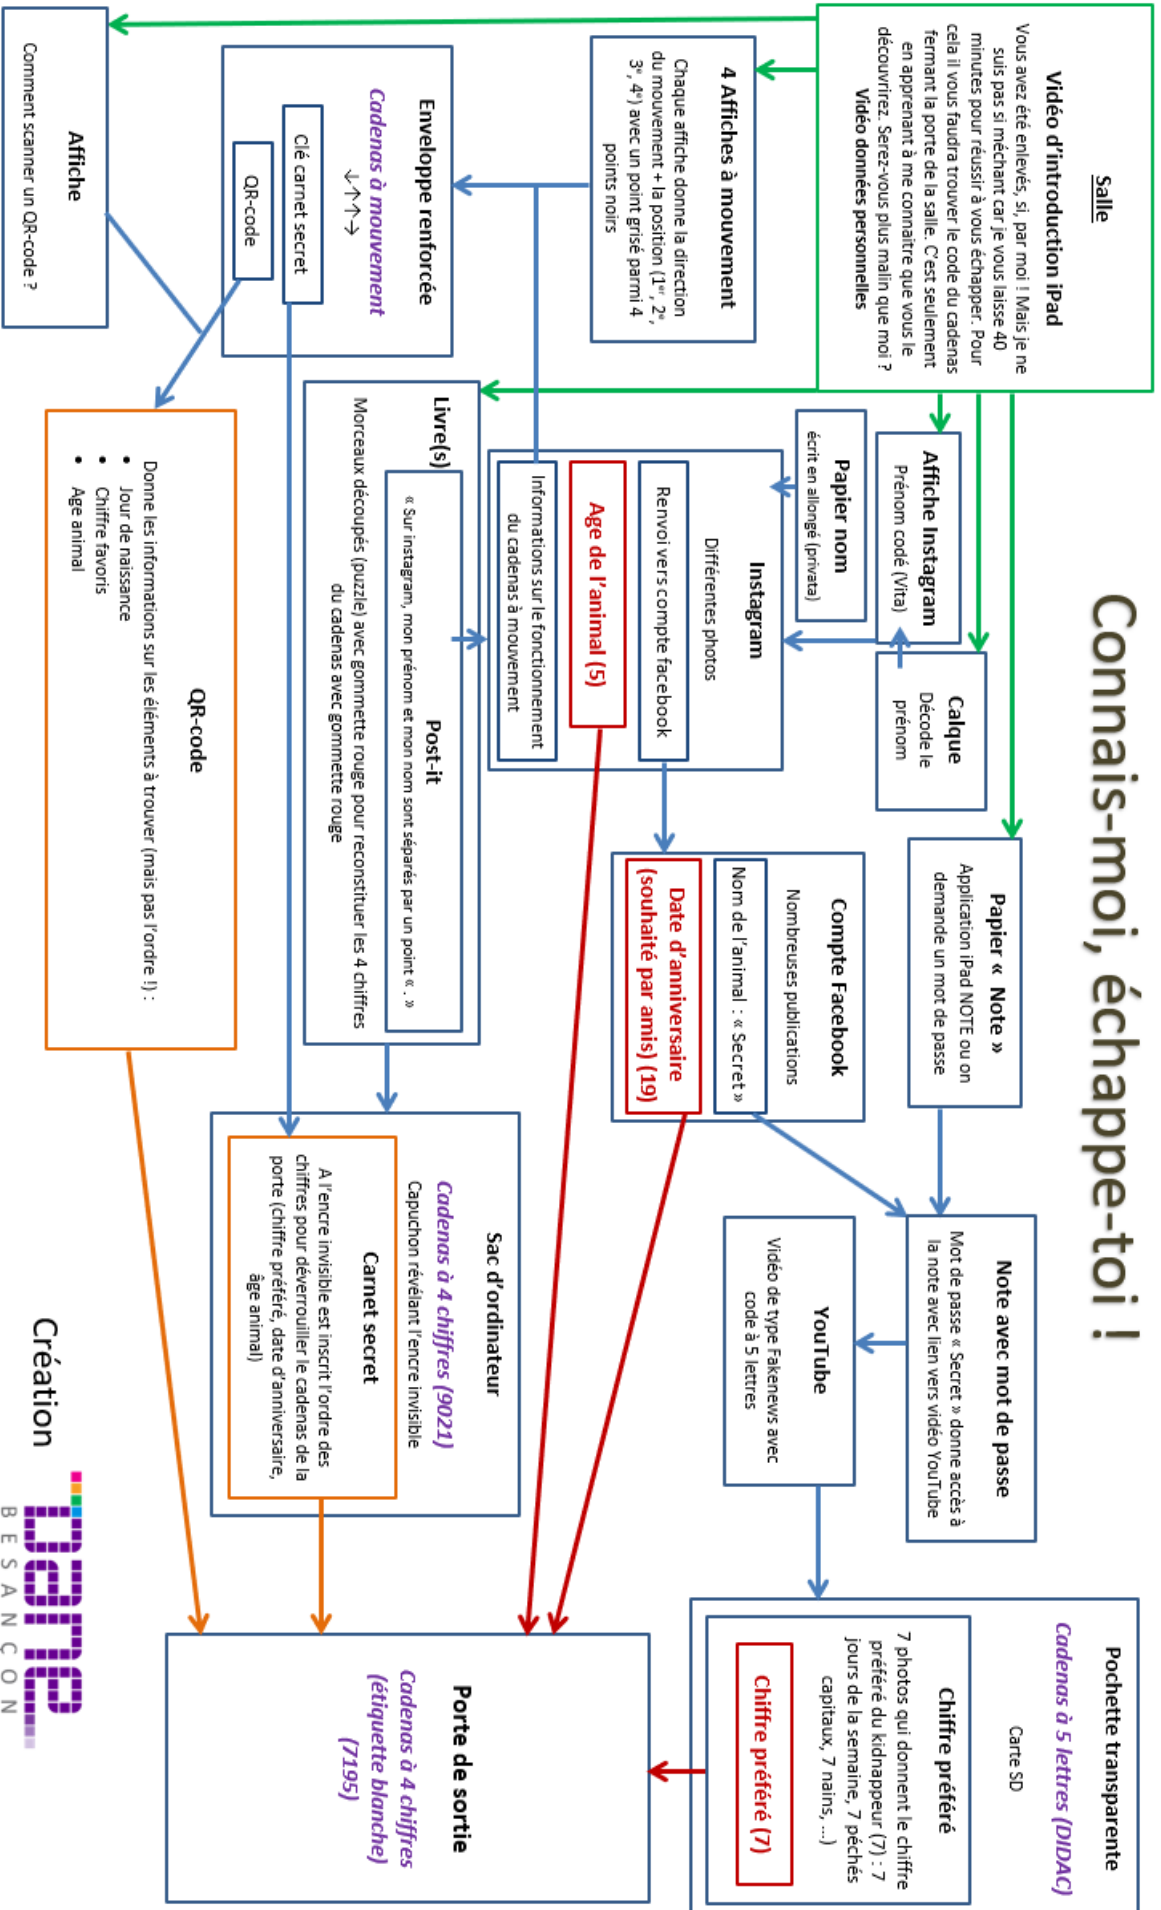 Connais-moi, échappe-toi !
Salle
Vidéo d’introduction iPad
Vous avez été enlevés, si, par moi ! Mais je ne
suis pas si méchant car je vous laisse 40
minutes pour réussir à vous échapper. Pour
cela il vous faudra trouver le code du cadenas
fermant la porte de la salle. C’est seulement
en apprenant à me connaitre que vous le
découvrirez. Serez-vous plus malin que moi ?
Vidéo données personnelles
4 Affiches à mouvement
Chaque affiche donne la direction
du mouvement + la position (1er, 2e,
3e, 4e) avec un point grisé parmi 4
points noirs
Enveloppe renforcée
Cadenas à mouvement
↓↑↑→
Clé carnet secret
QR-code
Affiche
Comment scanner un QR-code ?
Affiche Instagram
Prénom codé (Vita)
Calque
Décode le
prénom
Papier nom
écrit en allongé (privata)
Instagram
Différentes photos
Renvoi vers compte facebook
Age de l’animal (5)
Informations sur le fonctionnement
du cadenas à mouvement
Livre(s)
Post-it
« Sur instagram, mon prénom et mon nom sont séparés par un point « . »
Morceaux découpés (puzzle) avec gommette rouge pour reconstituer les 4 chiffres
du cadenas avec gommette rouge
QR-code
Donne les informations sur les éléments à trouver (mais pas l’ordre !) :
• Jour de naissance
• Chiffre favoris
• Age animal
Papier « Note »
Application iPad NOTE ou on
demande un mot de passe
Compte Facebook
Nombreuses publications
Nom de l’animal : « Secret »
Date d’anniversaire
(souhaité par amis) (19)
Note avec mot de passe
Mot de passe « Secret » donne accès à
la note avec lien vers vidéo YouTube
YouTube
Vidéo de type Fakenews avec
code à 5 lettres
Sac d’ordinateur
Cadenas à 4 chiffres (9021)
Capuchon révélant l’encre invisible
Carnet secret
A l’encre invisible est inscrit l’ordre des
chiffres pour déverrouiller le cadenas de la
porte (chiffre préféré, date d’anniversaire,
âge animal)
Pochette transparente
Cadenas à 5 lettres (DIDAC)
Carte SD
Chiffre préféré
7 photos qui donnent le chiffre
préféré du kidnappeur (7) : 7
jours de la semaine, 7 péchés
capitaux, 7 nains, ...)
Chiffre préféré (7)
Porte de sortie
Cadenas à 4 chiffres
(étiquette blanche)
(7195)
Création
Dane
BESANÇON